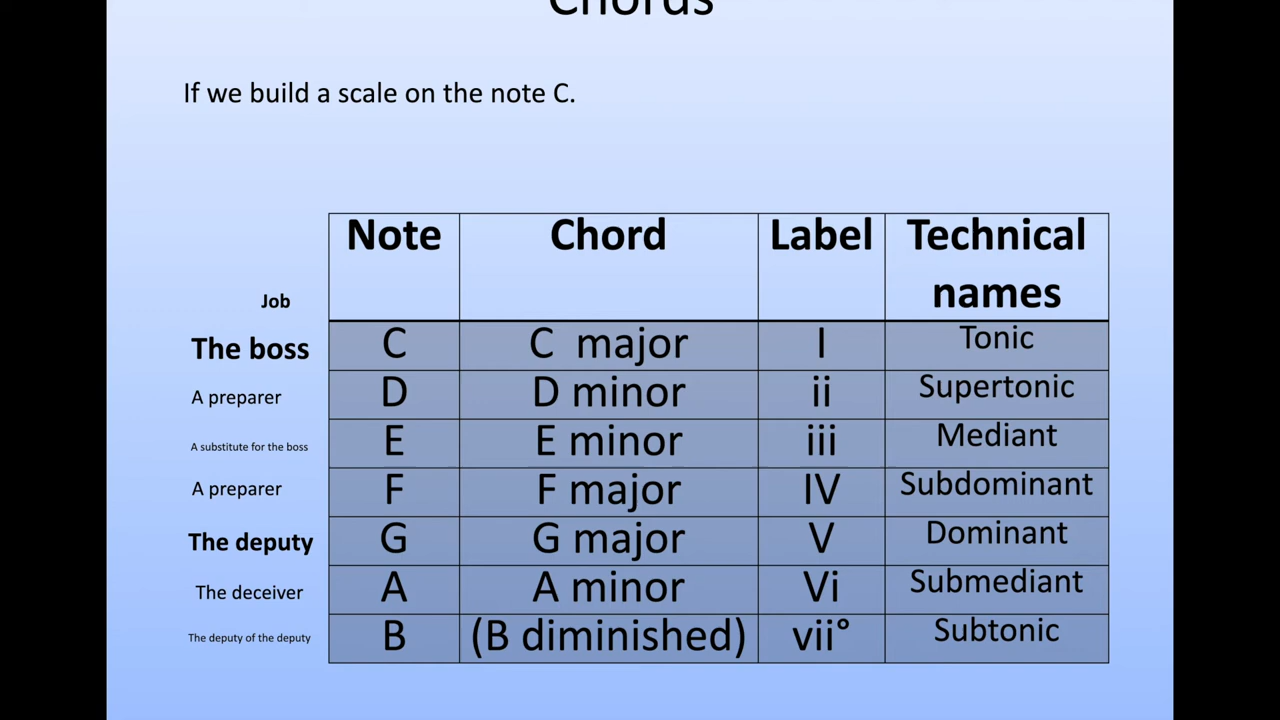 Chords
If we build a scale on the note C.
Note Chord Label Technical names
Job
The boss C C major I Tonic
A preparer D D minor ii Supertonic
A substitute for the boss E E minor iii Mediant
A preparer F F major IV Subdominant
The deputy G G major V Dominant
The deceiver A A minor Vi Submediant
The deputy of the deputy B (B diminished) vii° Subtonic